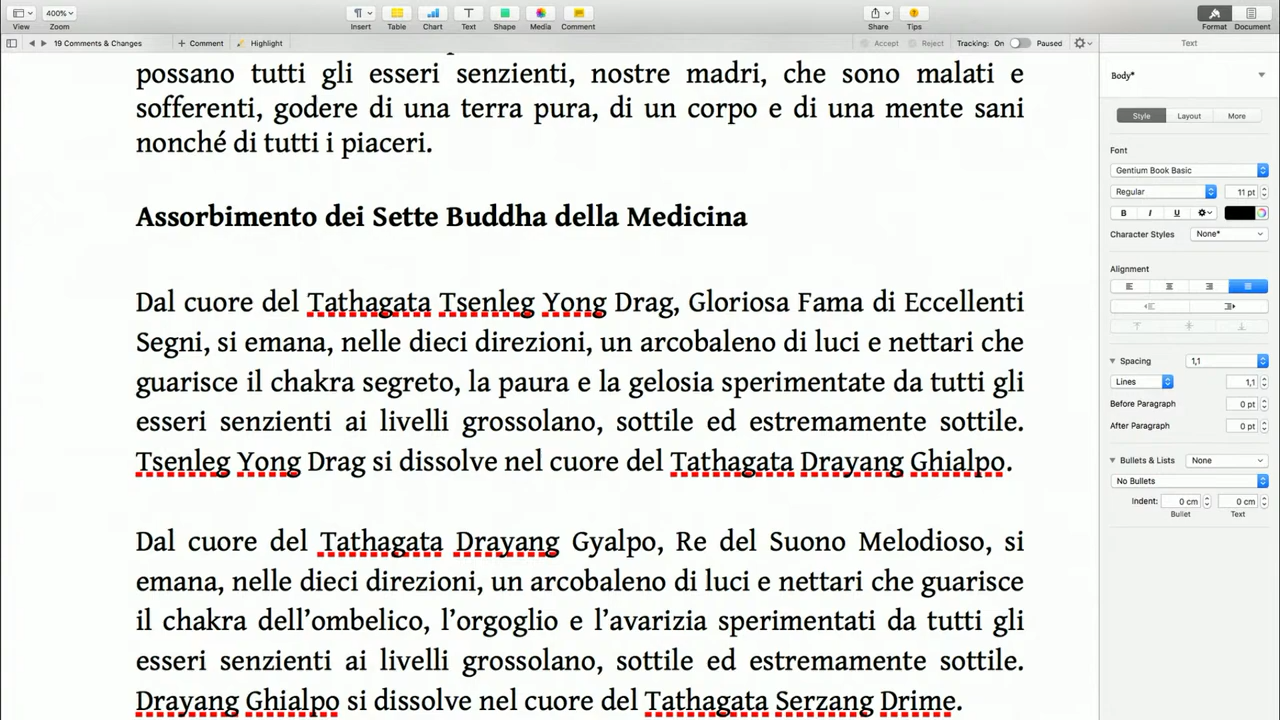 400%
View
Zoom
Insert
Table
Chart
Text
Shape
Media
Comment
Share
Tips
Format
Document
19 Comments & Changes
+ Comment
Highlight
Accept
Reject
Tracking: On
Paused
Text
possano tutti gli esseri senzienti, nostre madri, che sono malati e
sofferenti, godere di una terra pura, di un corpo e di una mente sani
nonché di tutti i piaceri.
Assorbimento dei Sette Buddha della Medicina
Dal cuore del Tathagata Tsenleg Yong Drag, Gloriosa Fama di Eccellenti
Segni, si emana, nelle dieci direzioni, un arcobaleno di luci e nettari che
guarisce il chakra segreto, la paura e la gelosia sperimentate da tutti gli
esseri senzienti ai livelli grossolano, sottile ed estremamente sottile.
Tsenleg Yong Drag si dissolve nel cuore del Tathagata Drayang Ghialpo.
Dal cuore del Tathagata Drayang Gyalpo, Re del Suono Melodioso, si
emana, nelle dieci direzioni, un arcobaleno di luci e nettari che guarisce
il chakra dell’ombelico, l’orgoglio e l’avarizia sperimentati da tutti gli
esseri senzienti ai livelli grossolano, sottile ed estremamente sottile.
Drayang Ghialpo si dissolve nel cuore del Tathagata Serzang Drime.
Body*
Style
Layout
More
Font
Gentium Book Basic
Regular
11 pt
B
I
U
Character Styles
None*
Alignment
Spacing
1,1
Lines
1,1
Before Paragraph
0 pt
After Paragraph
0 pt
Bullets & Lists
None
No Bullets
Indent:
0 cm
0 cm
Bullet
Text